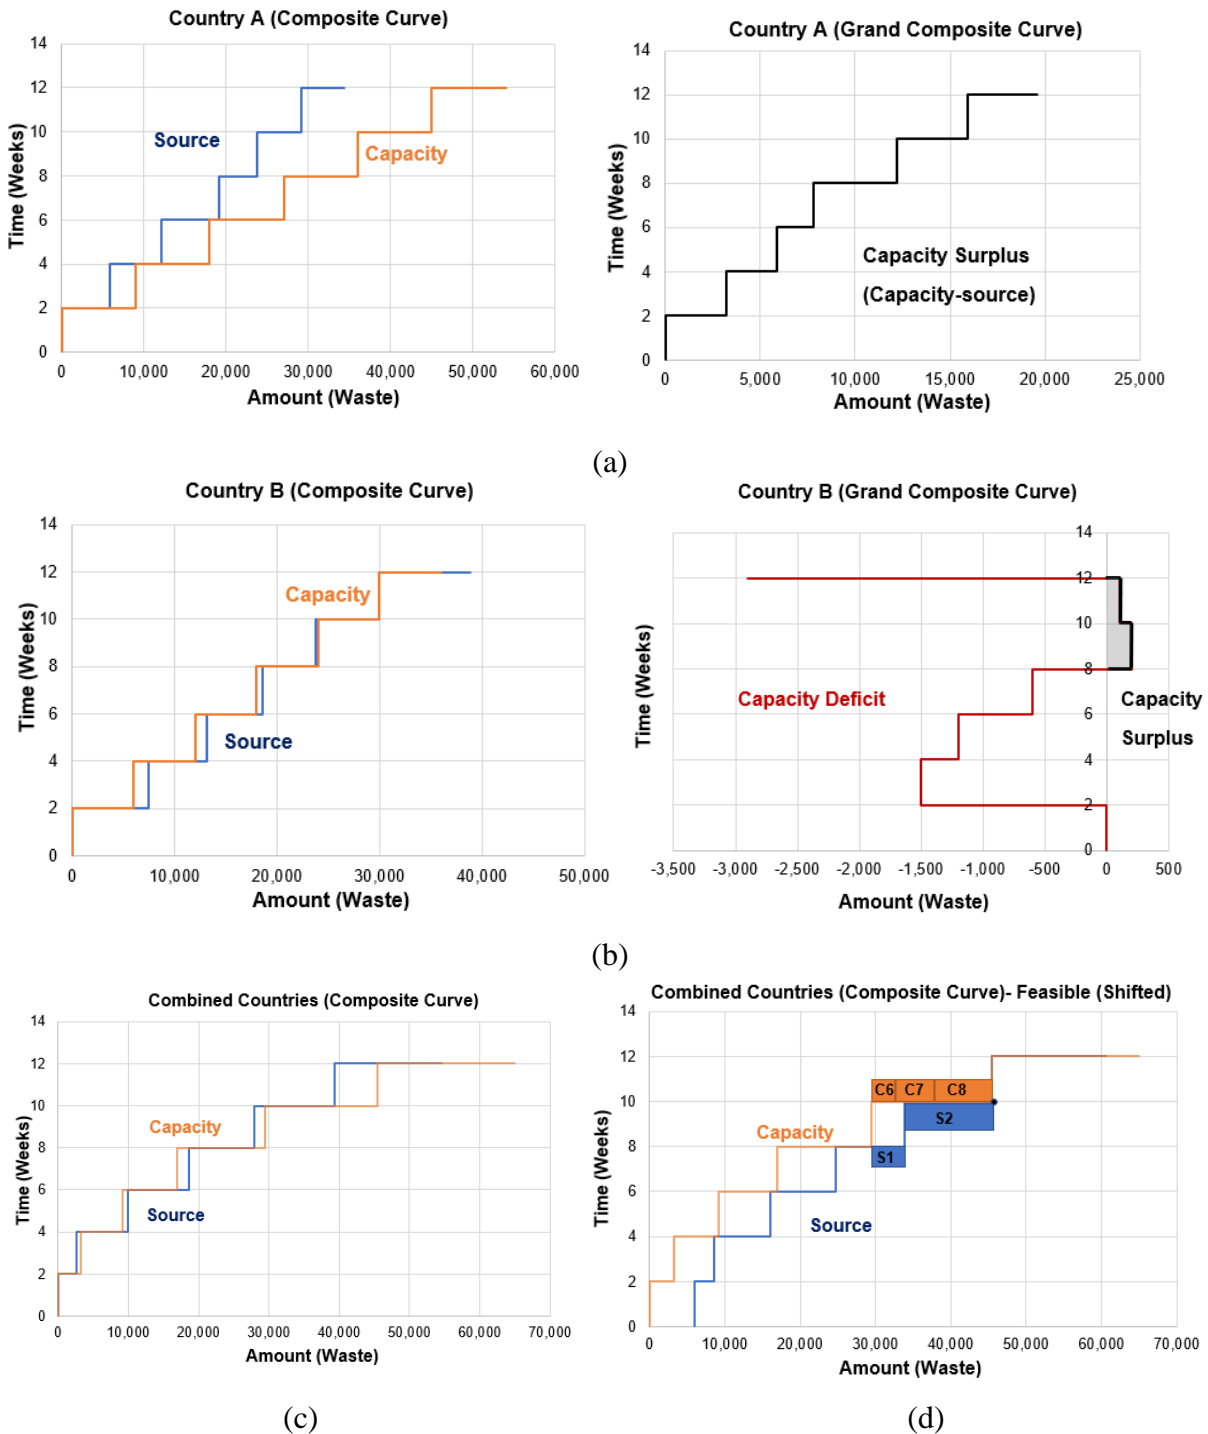 Country A (Composite Curve)
14
12
10
8
6
4
2
0
Time (Weeks)
Source
Capacity
0 10,000 20,000 30,000 40,000 50,000 60,000
Amount (Waste)
Country A (Grand Composite Curve)
14
12
10
8
6
4
2
0
Time (Weeks)
Capacity Surplus
(Capacity-source)
0 5,000 10,000 15,000 20,000 25,000
Amount (Waste)
(a)
Country B (Composite Curve)
14
12
10
8
6
4
2
0
Time (Weeks)
Capacity
Source
0 10,000 20,000 30,000 40,000 50,000
Amount (Waste)
Country B (Grand Composite Curve)
14
12
10
8
6
4
2
0
Time (Weeks)
Capacity Deficit
Capacity
Surplus
-3,500 -3,000 -2,500 -2,000 -1,500 -1,000 -500 0 500
Amount (Waste)
(b)
Combined Countries (Composite Curve)
14
12
10
8
6
4
2
0
Time (Weeks)
Capacity
Source
0 10,000 20,000 30,000 40,000 50,000 60,000 70,000
Amount (Waste)
(c)
Combined Countries (Composite Curve)- Feasible (Shifted)
14
12
10
8
6
4
2
0
Time (Weeks)
C6 C7 C8
S2
Capacity
S1
Source
0 10,000 20,000 30,000 40,000 50,000 60,000 70,000
Amount (Waste)
(d)